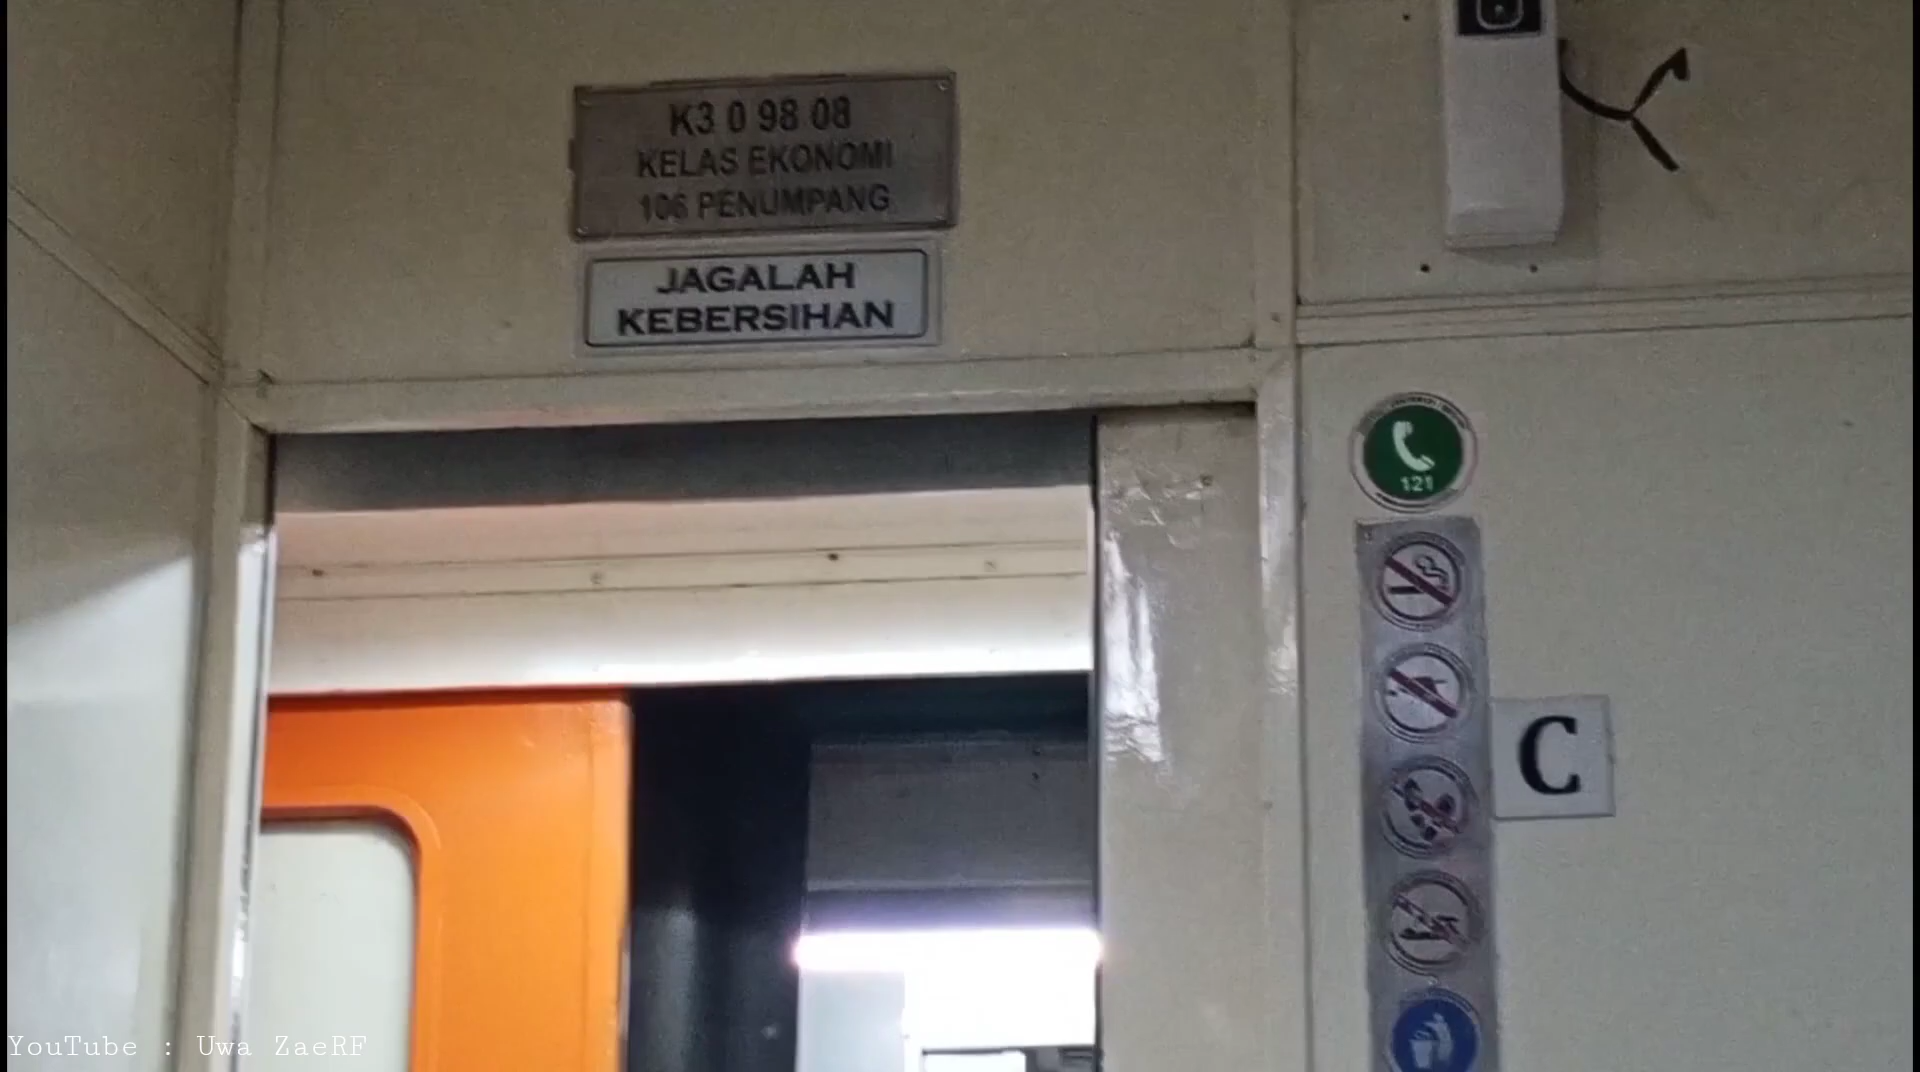 K3 0 98 08
KELAS EKONOMI
106 PENUMPANG
JAGALAH
KEBERSIHAN
121
C
YouTube : Uwa ZaeRF